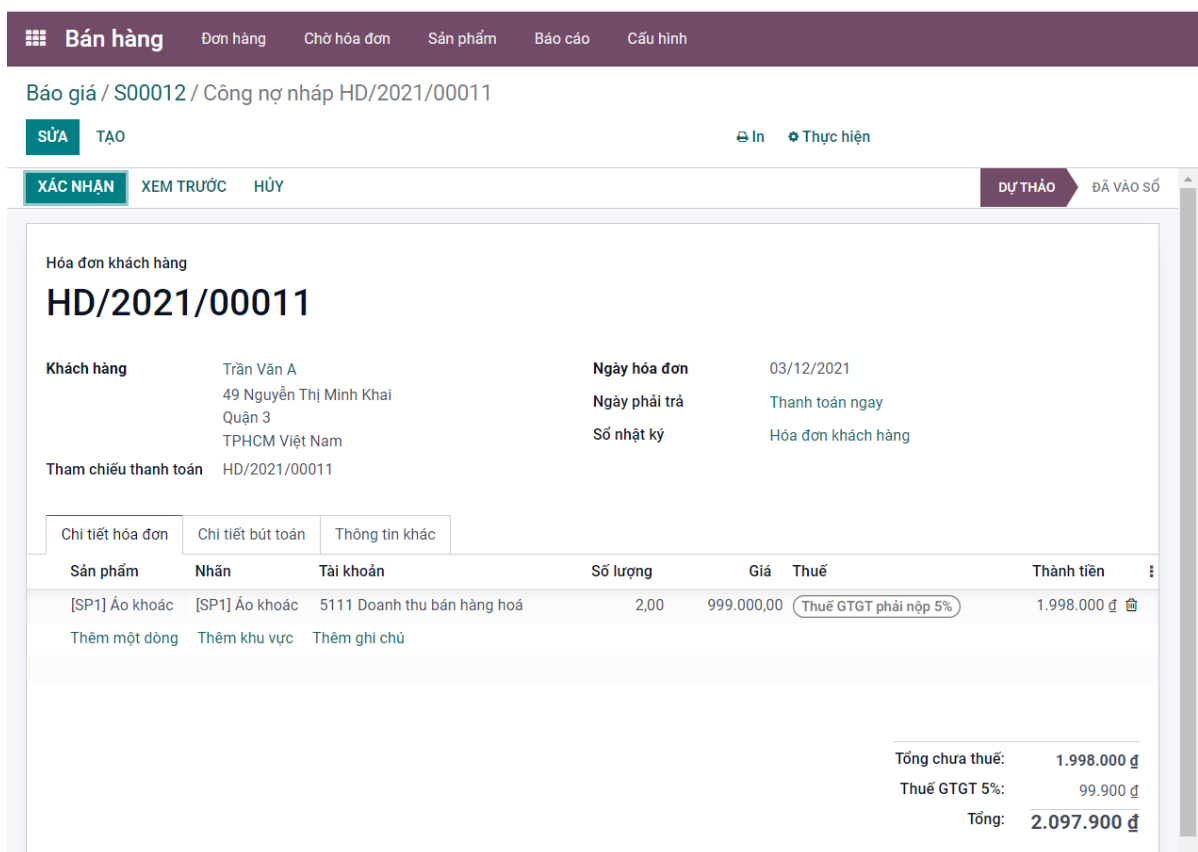 Bán hàng Đơn hàng Chờ hóa đơn Sản phẩm Báo cáo Cấu hình
Báo giá / S00012 / Công nợ nháp HD/2021/00011
SỬA TẠO In Thực hiện
XÁC NHẬN XEM TRƯỚC HỦY DỰ THẢO ĐÃ VÀO SỔ
Hóa đơn khách hàng
HD/2021/00011
Khách hàng Trần Văn A Ngày hóa đơn 03/12/2021
49 Nguyễn Thị Minh Khai
Quận 3
TPHCM Việt Nam
Ngày phải trả Thanh toán ngay
Sổ nhật ký Hóa đơn khách hàng
Tham chiếu thanh toán HD/2021/00011
Chi tiết hóa đơn Chi tiết bút toán Thông tin khác
Sản phẩm Nhãn Tài khoản Số lượng Giá Thuế Thành tiền
[SP1] Áo khoác [SP1] Áo khoác 5111 Doanh thu bán hàng hoá 2,00 999.000,00 Thuế GTGT phải nộp 5% 1.998.000 ₫
Thêm một dòng Thêm khu vực Thêm ghi chú
Tổng chưa thuế: 1.998.000 ₫
Thuế GTGT 5%: 99.900 ₫
Tổng: 2.097.900 ₫